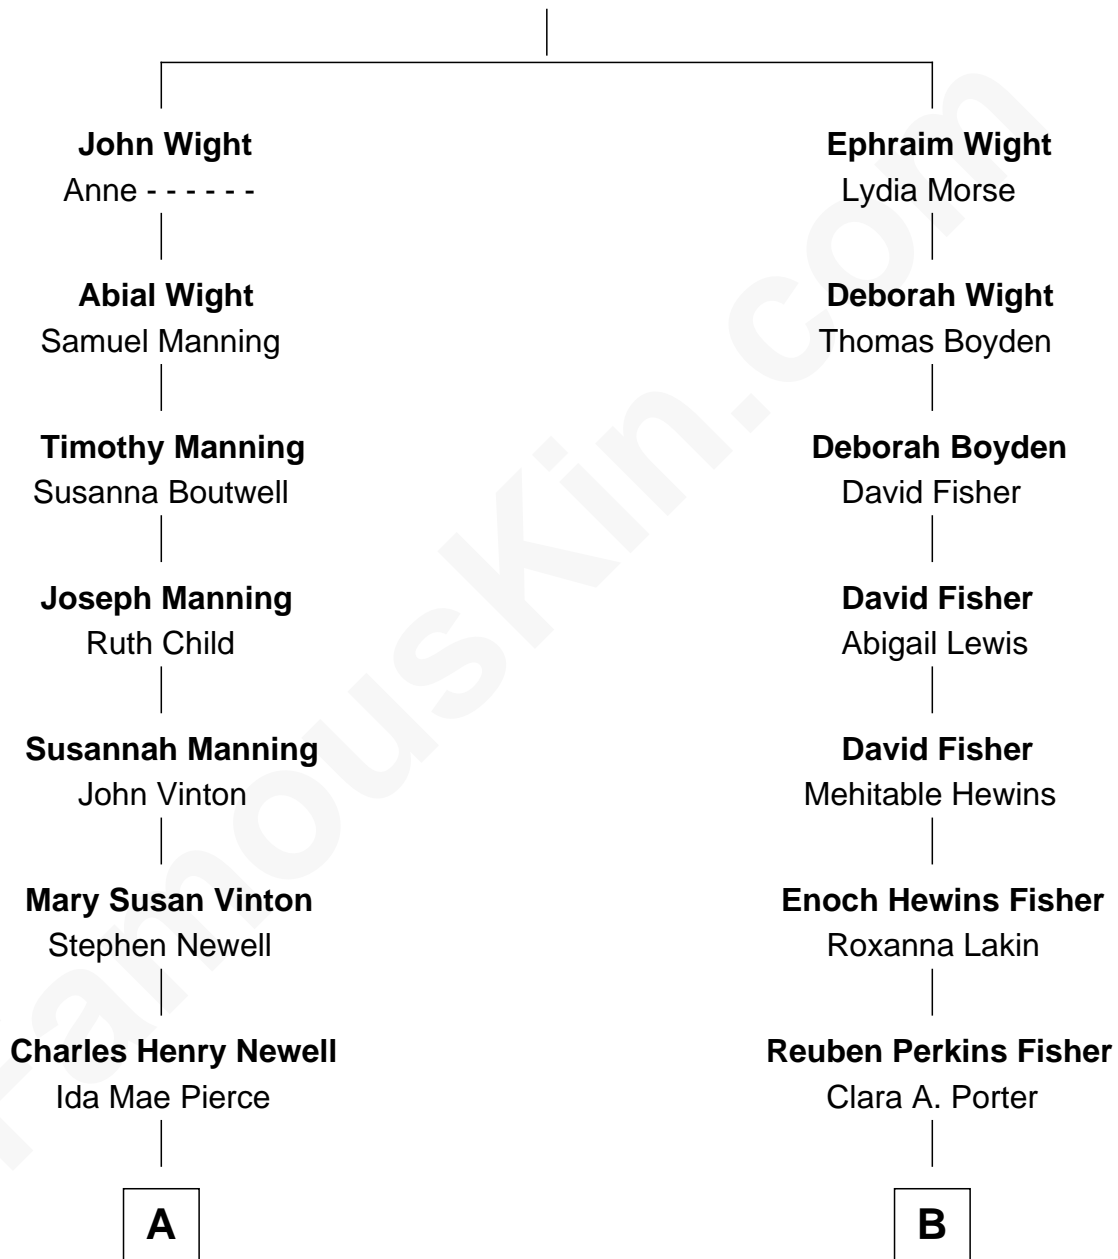 John Wight
Anne - - - - - -
Ephraim Wight
Lydia Morse
Abial Wight
Samuel Manning
Deborah Wight
Thomas Boyden
Timothy Manning
Susanna Boutwell
Deborah Boyden
David Fisher
Joseph Manning
Ruth Child
David Fisher
Abigail Lewis
Susannah Manning
John Vinton
David Fisher
Mehitable Hewins
Mary Susan Vinton
Stephen Newell
Enoch Hewins Fisher
Roxanna Lakin
Charles Henry Newell
Ida Mae Pierce
Reuben Perkins Fisher
Clara A. Porter
A
B
FamousKin.com